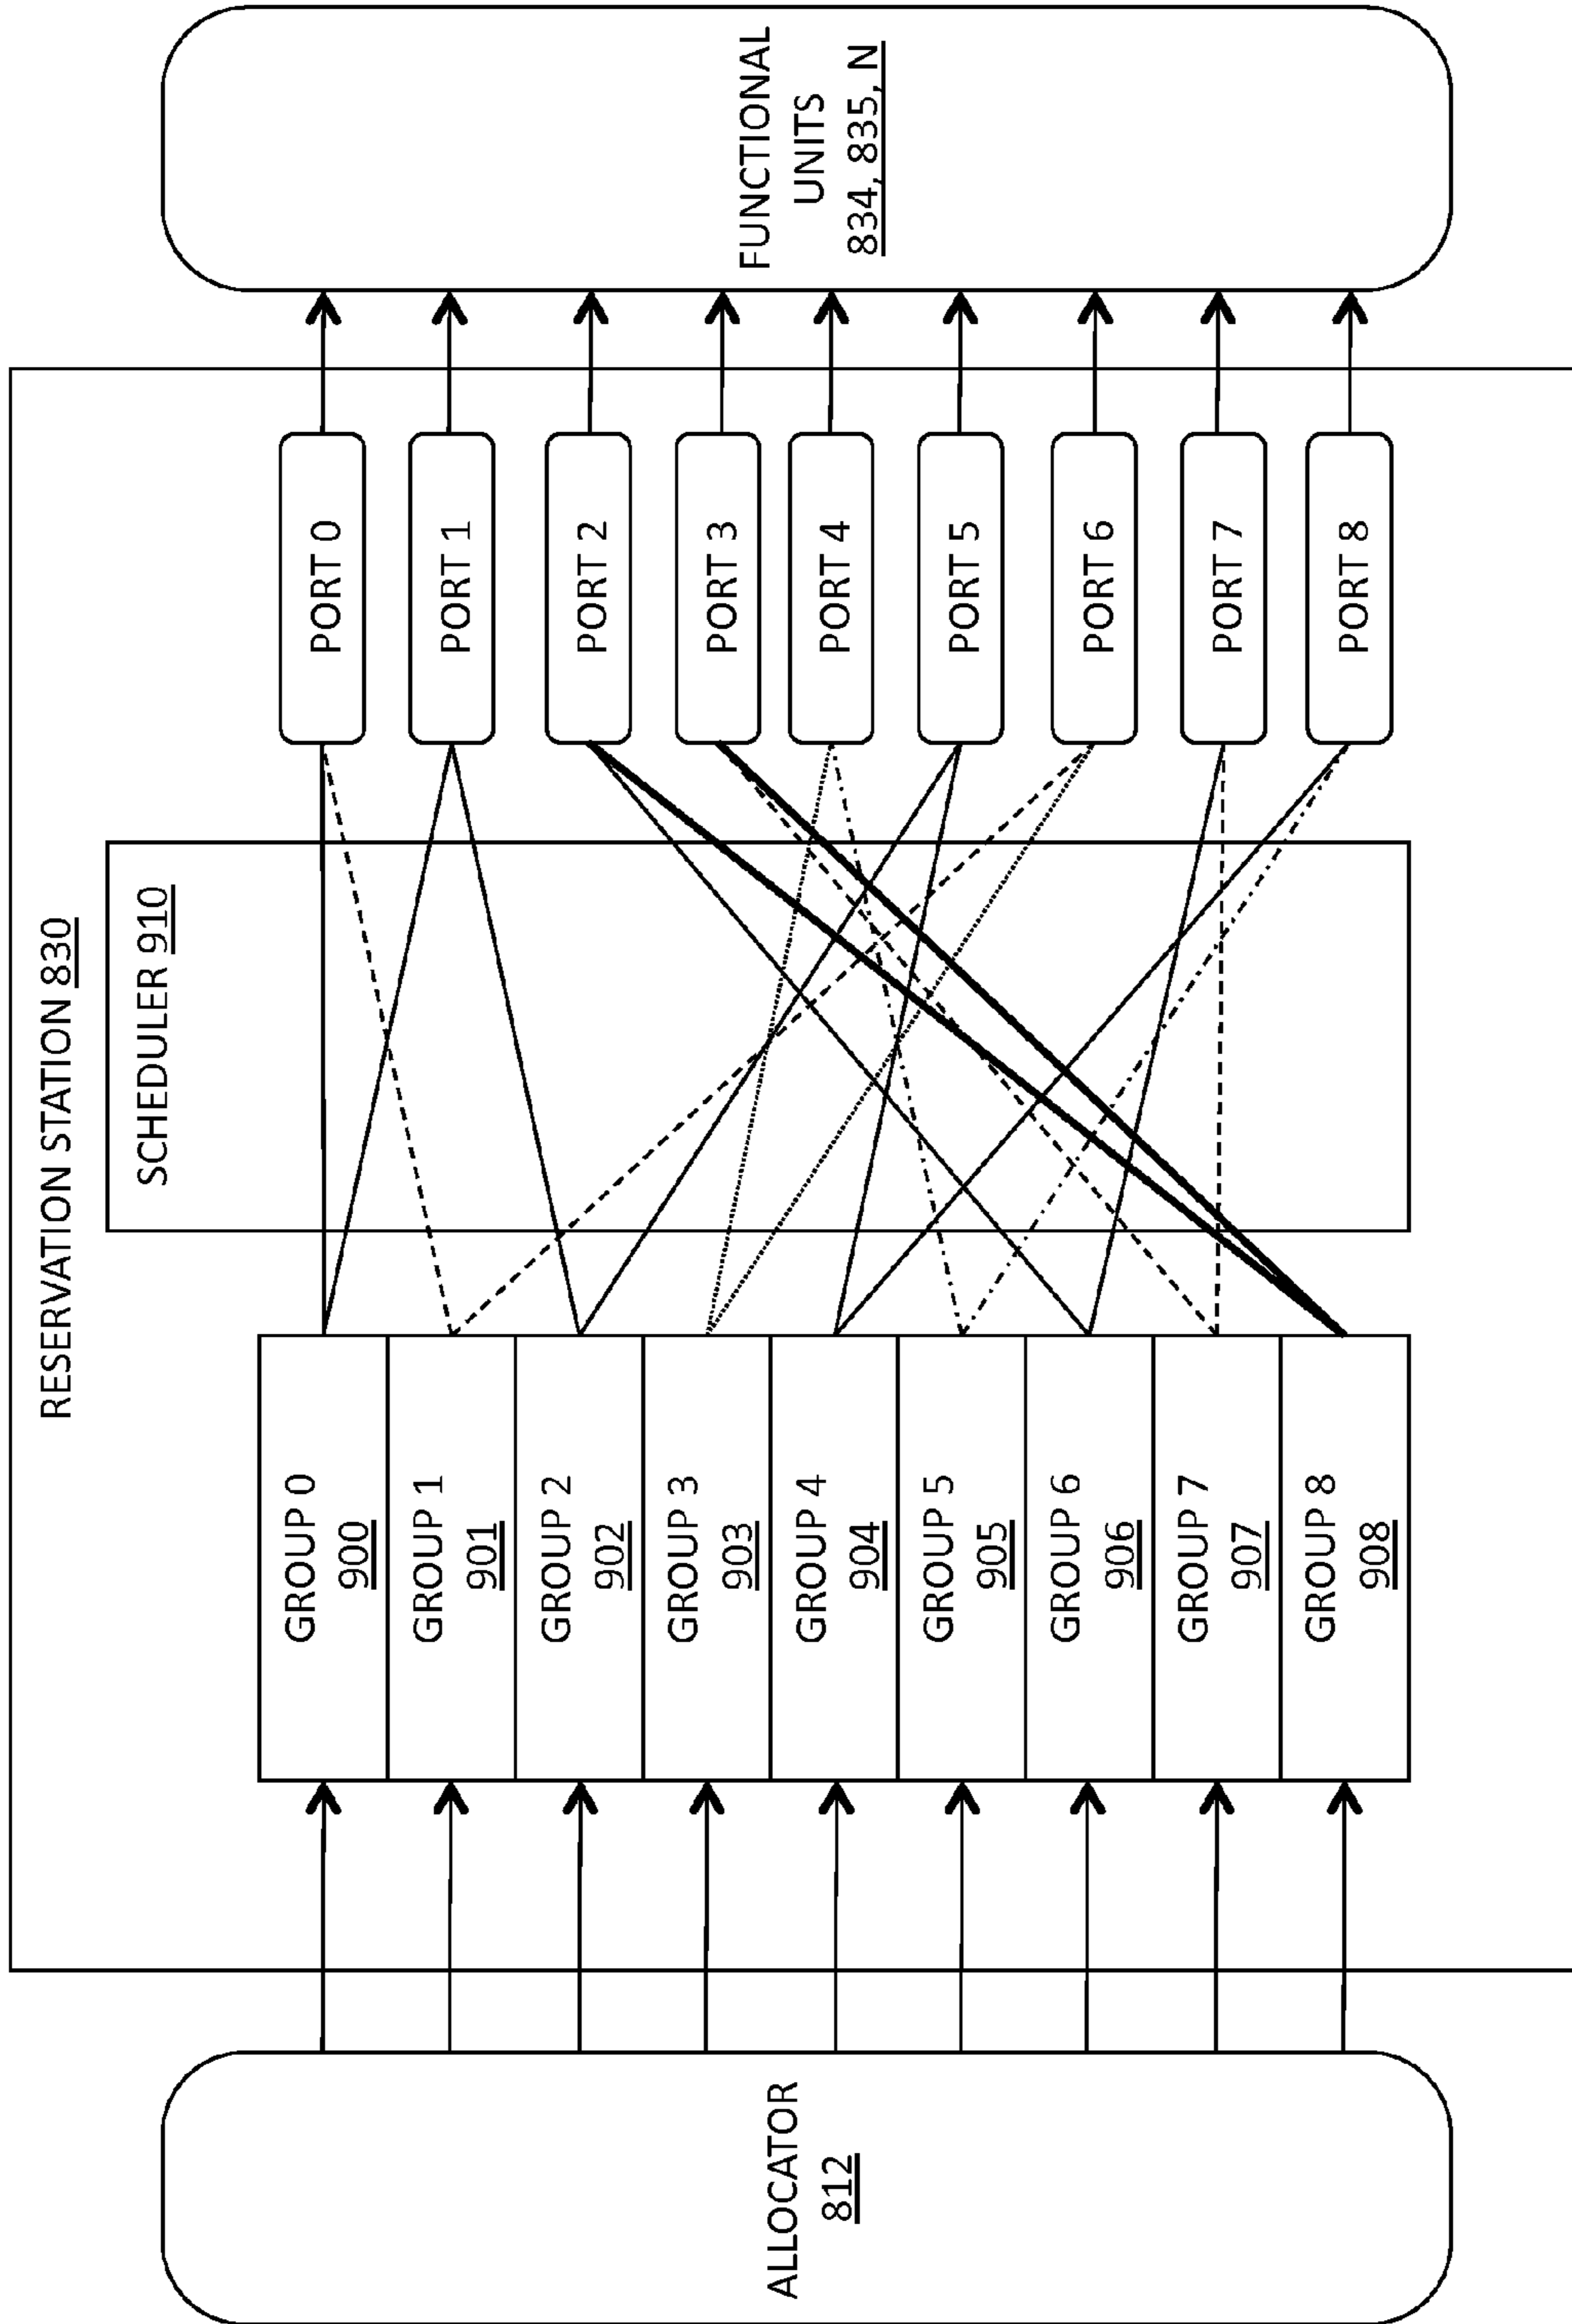 RESERVATION STATION 830
SCHEDULER 910
ALLOCATOR
812
GROUP 0
900
GROUP 1
901
GROUP 2
902
GROUP 3
903
GROUP 4
904
GROUP 5
905
GROUP 6
906
GROUP 7
907
GROUP 8
908
PORT 0
PORT 1
PORT 2
PORT 3
PORT 4
PORT 5
PORT 6
PORT 7
PORT 8
FUNCTIONAL
UNITS
834, 835, N